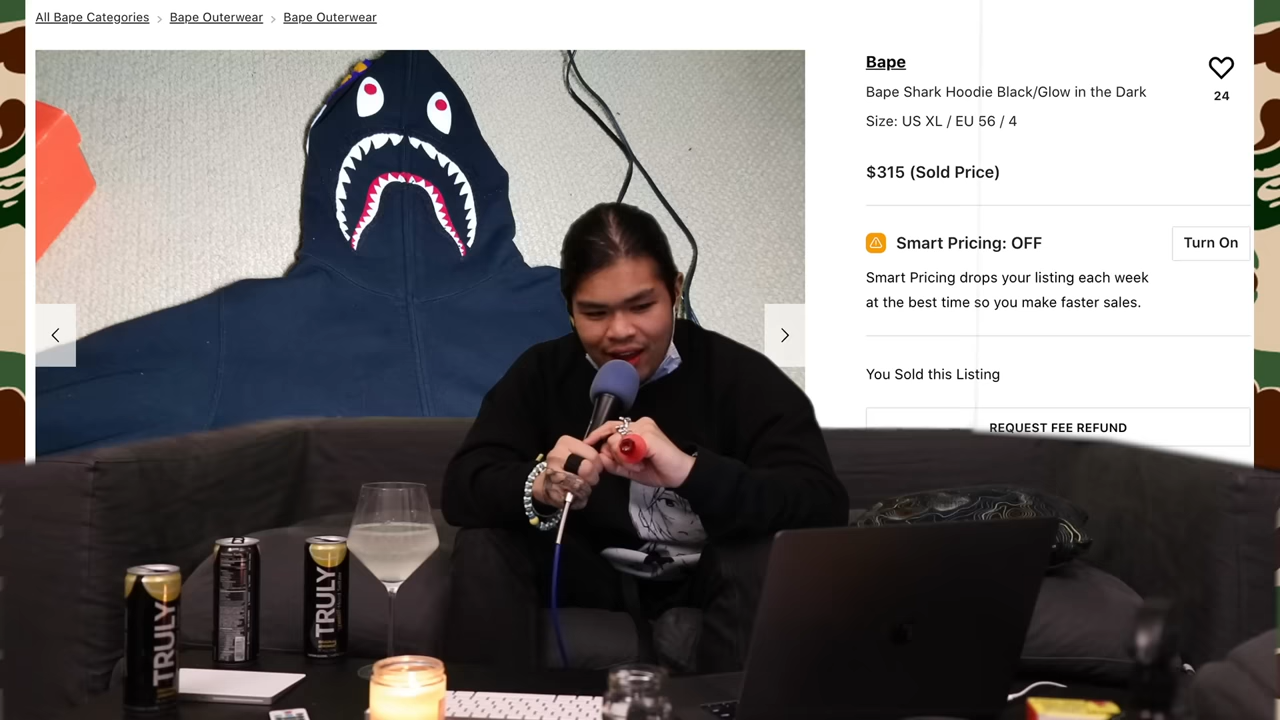 All Bape Categories > Bape Outerwear > Bape Outerwear
Bape
24
Bape Shark Hoodie Black/Glow in the Dark
Size: US XL / EU 56 / 4
$315 (Sold Price)
Smart Pricing: OFF
Turn On
Smart Pricing drops your listing each week
at the best time so you make faster sales.
You Sold this Listing
REQUEST FEE REFUND
TRULY
TRULY